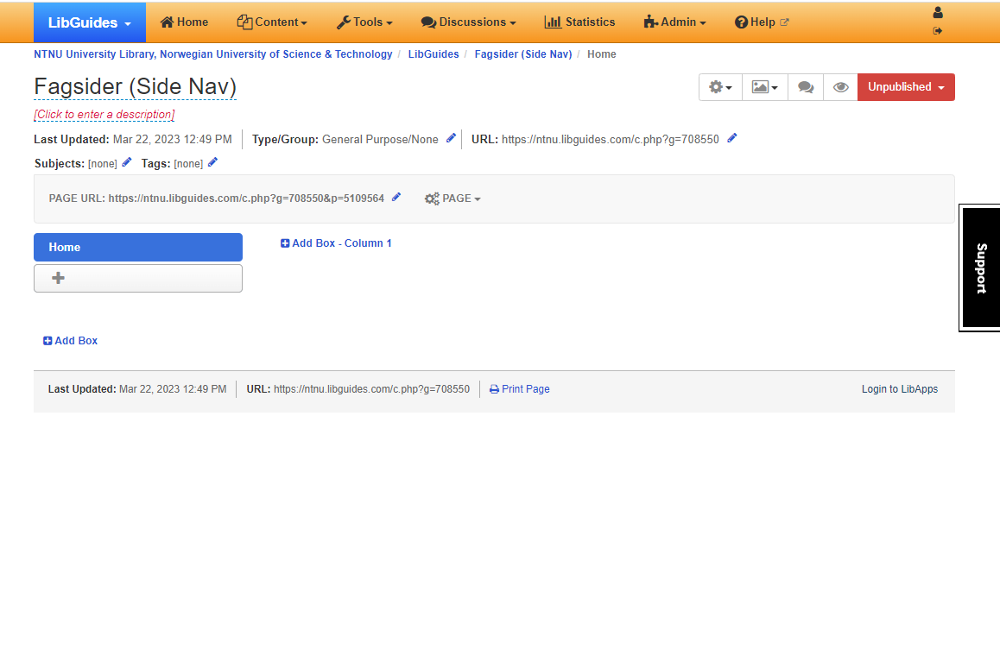 LibGuides Home Content Tools Discussions Statistics Admin Help
NTNU University Library, Norwegian University of Science & Technology / LibGuides / Fagsider (Side Nav) / Home
Fagsider (Side Nav)
Unpublished
[Click to enter a description]
Last Updated: Mar 22, 2023 12:49 PM Type/Group: General Purpose/None URL: https://ntnu.libguides.com/c.php?g=708550
Subjects: [none] Tags: [none]
PAGE URL: https://ntnu.libguides.com/c.php?g=708550&p=5109564 PAGE
Home
Add Box - Column 1
Support
Add Box
Last Updated: Mar 22, 2023 12:49 PM URL: https://ntnu.libguides.com/c.php?g=708550 Print Page Login to LibApps